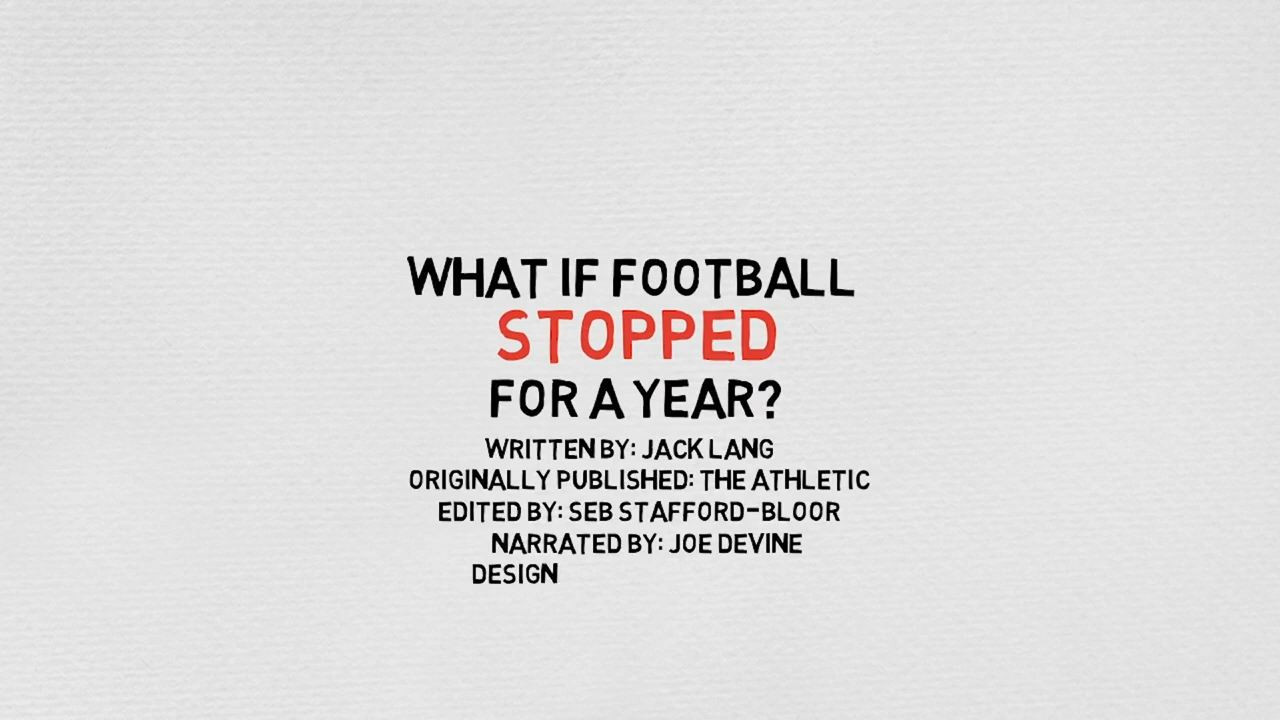 WHAT IF FOOTBALL
STOPPED
FOR A YEAR?
WRITTEN BY: JACK LANG
ORIGINALLY PUBLISHED: THE ATHLETIC
EDITED BY: SEB STAFFORD-BLOOR
NARRATED BY: JOE DEVINE
DESIGN